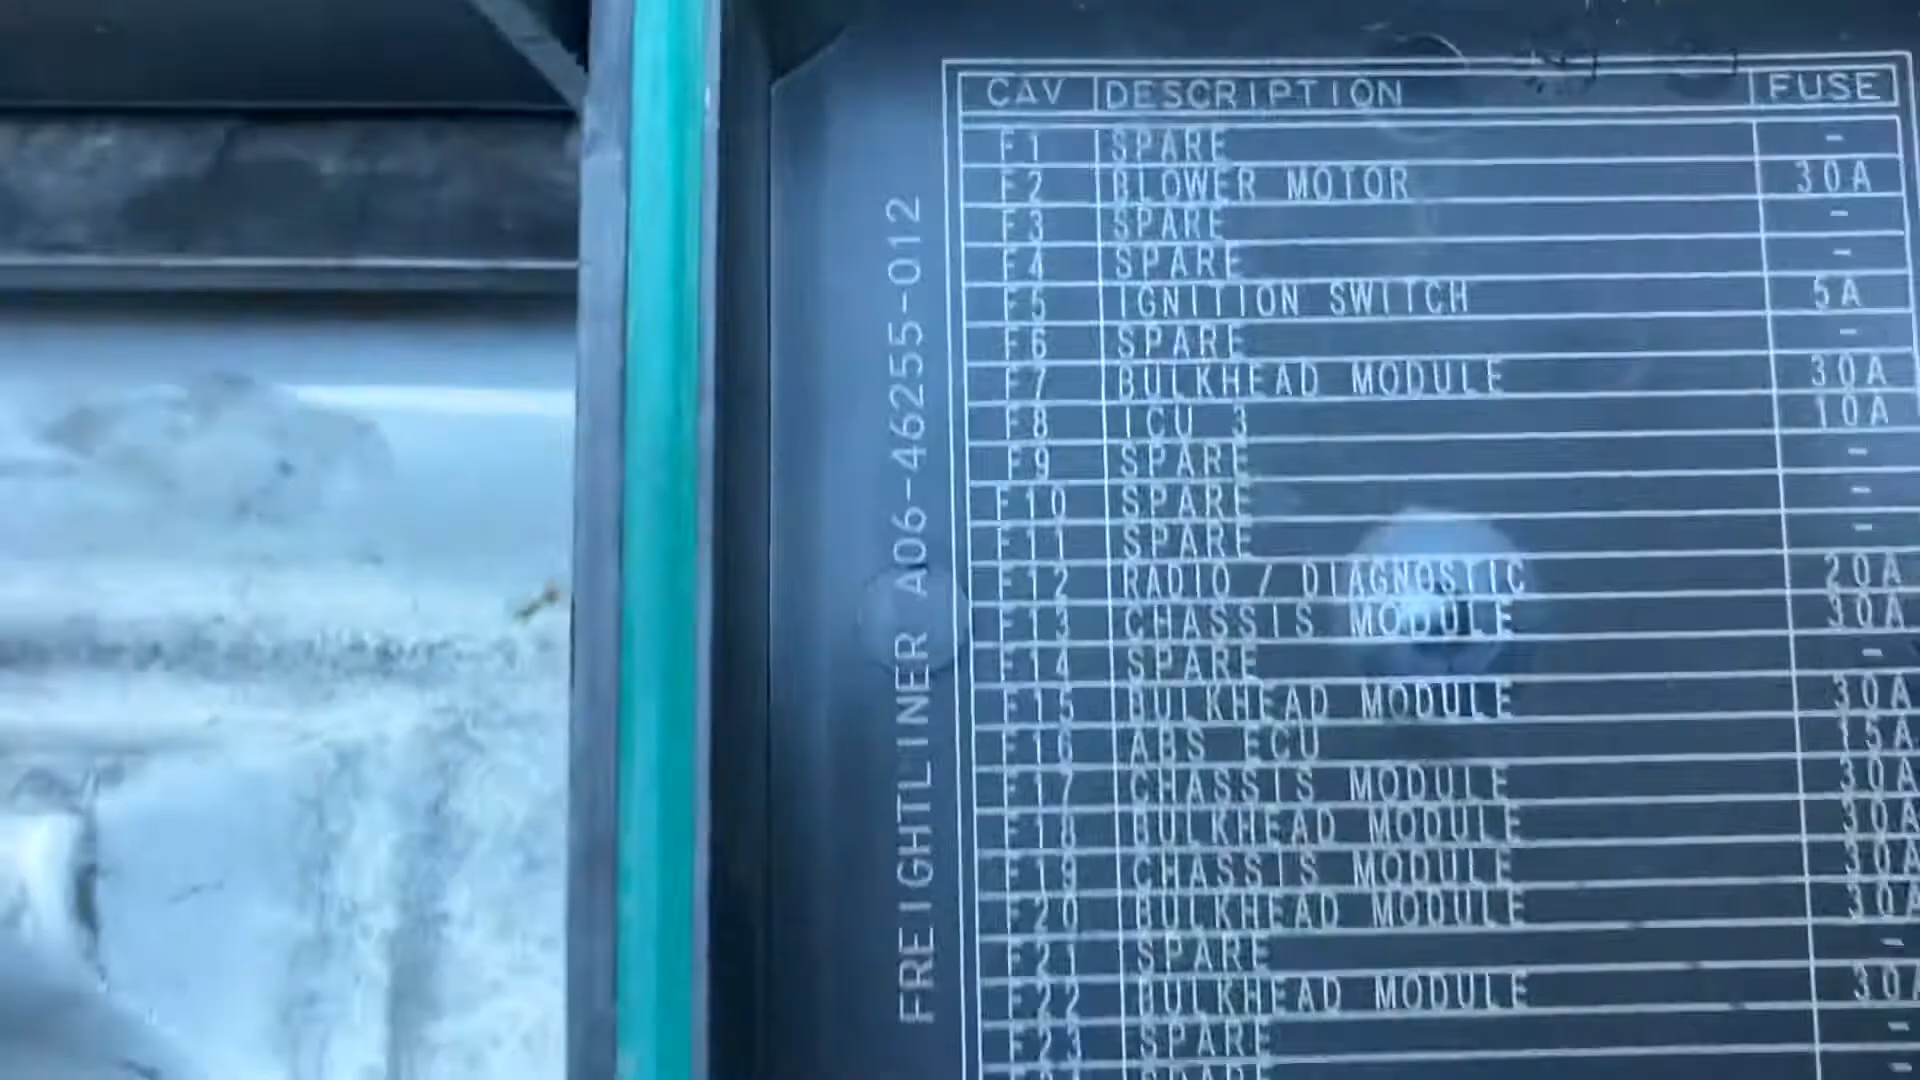 FREIGHTLINER A06-46255-012
CAV DESCRIPTION FUSE
F1 SPARE -
F2 BLOWER MOTOR 30A
F3 SPARE -
F4 SPARE -
F5 IGNITION SWITCH 5A
F6 SPARE -
F7 BULKHEAD MODULE 30A
F8 ICU 3 10A
F9 SPARE -
F10 SPARE -
F11 SPARE -
F12 RADIO / DIAGNOSTIC 20A
F13 CHASSIS MODULE 30A
F14 SPARE -
F15 BULKHEAD MODULE 30A
F16 ABS ECU 15A
F17 CHASSIS MODULE 30A
F18 BULKHEAD MODULE 30A
F19 CHASSIS MODULE 30A
F20 BULKHEAD MODULE 30A
F21 SPARE -
F22 BULKHEAD MODULE 30A
F23 SPARE -
SPARE -